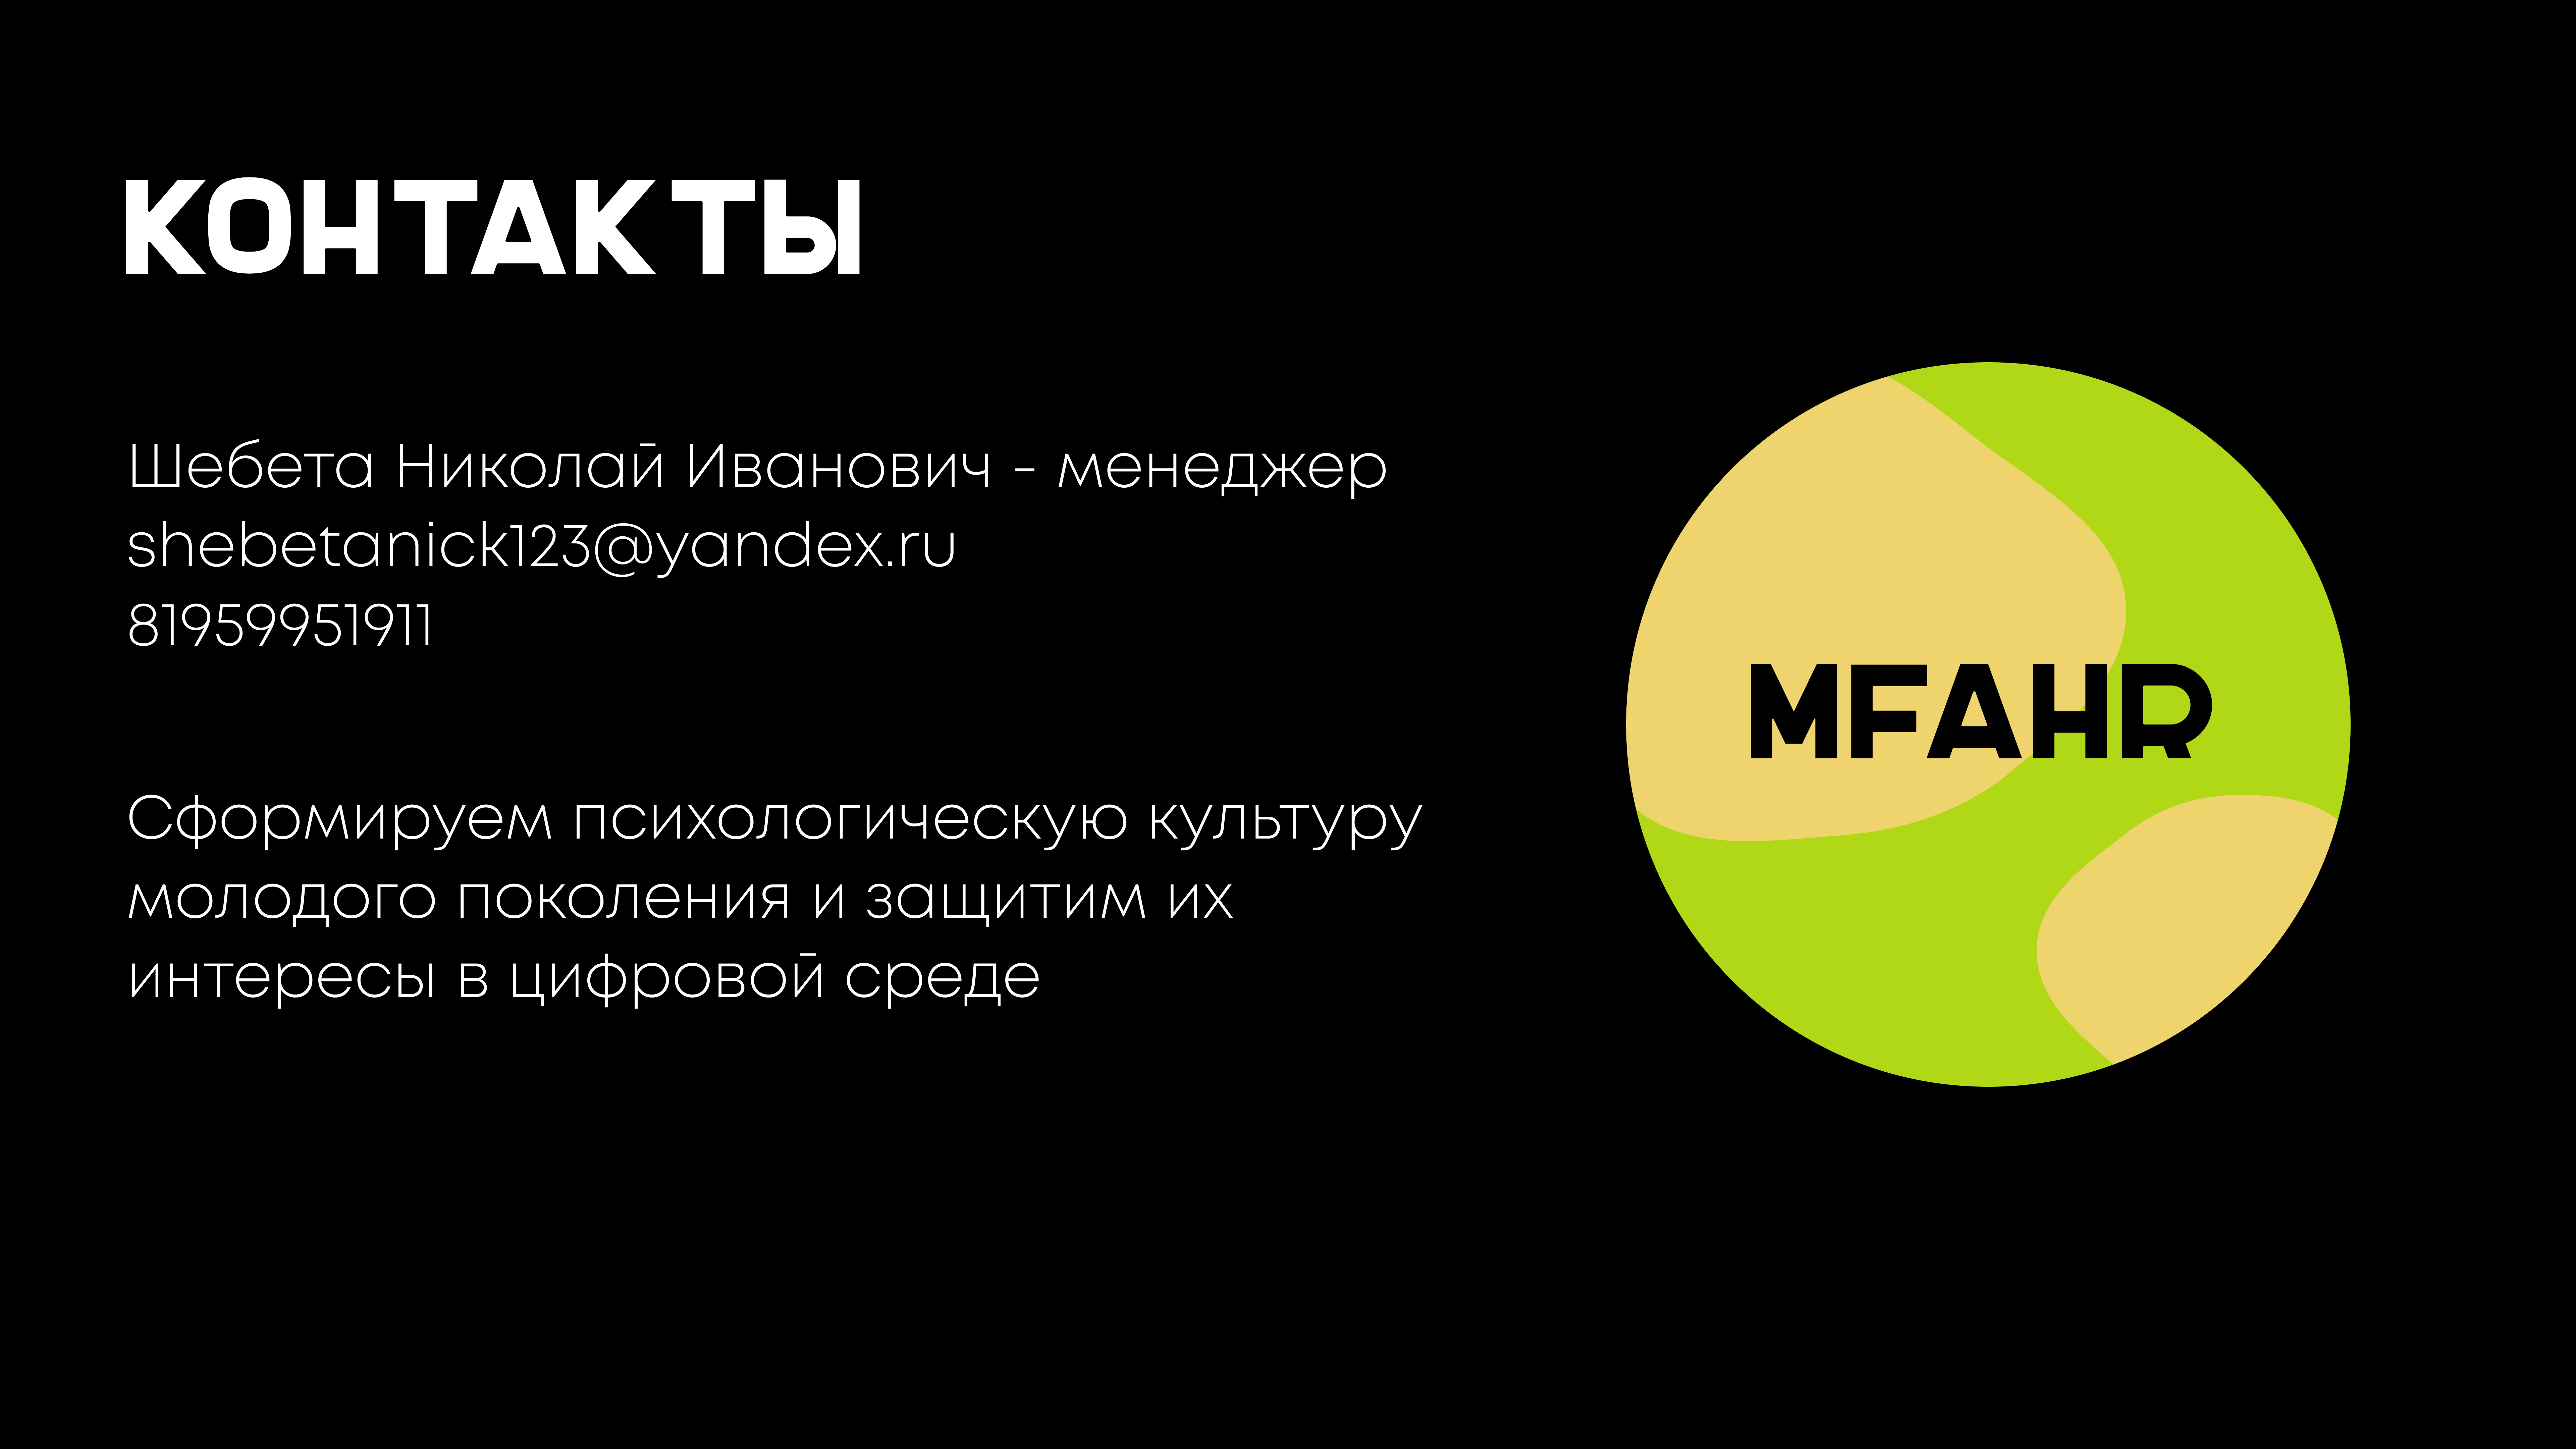 КОНТАКТЫ
Шебета Николай Иванович - менеджер
shebetanick123@yandex.ru
81959951911
MFAHR
Сформируем психологическую культуру
молодого поколения и защитим их
интересы в цифровой среде